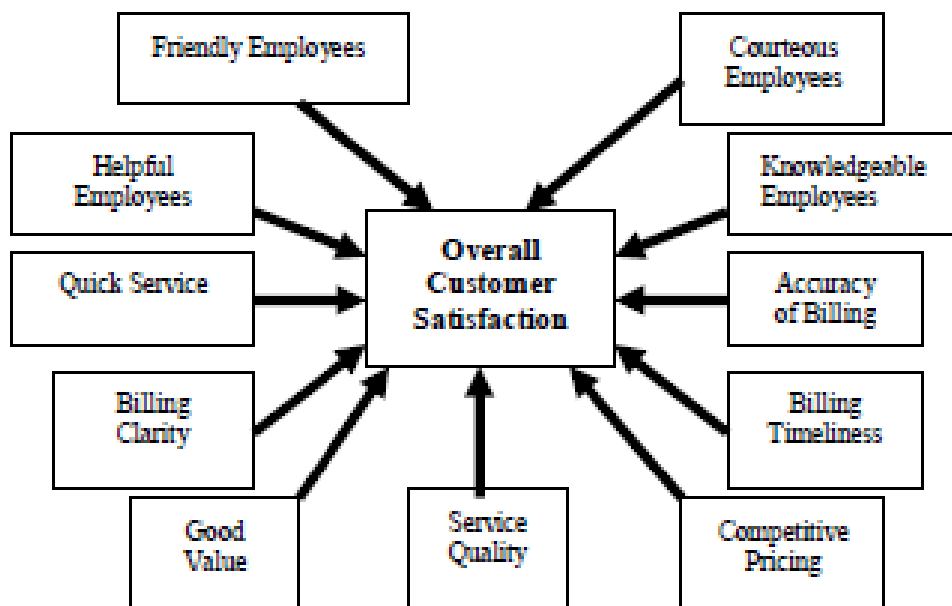 Friendly Employees
Courteous
Employees
Helpful
Employees
Knowledgeable
Employees
Overall
Customer
Satisfaction
Quick Service
Accuracy
of Billing
Billing
Clarity
Billing
Timeliness
Good
Value
Service
Quality
Competitive
Pricing